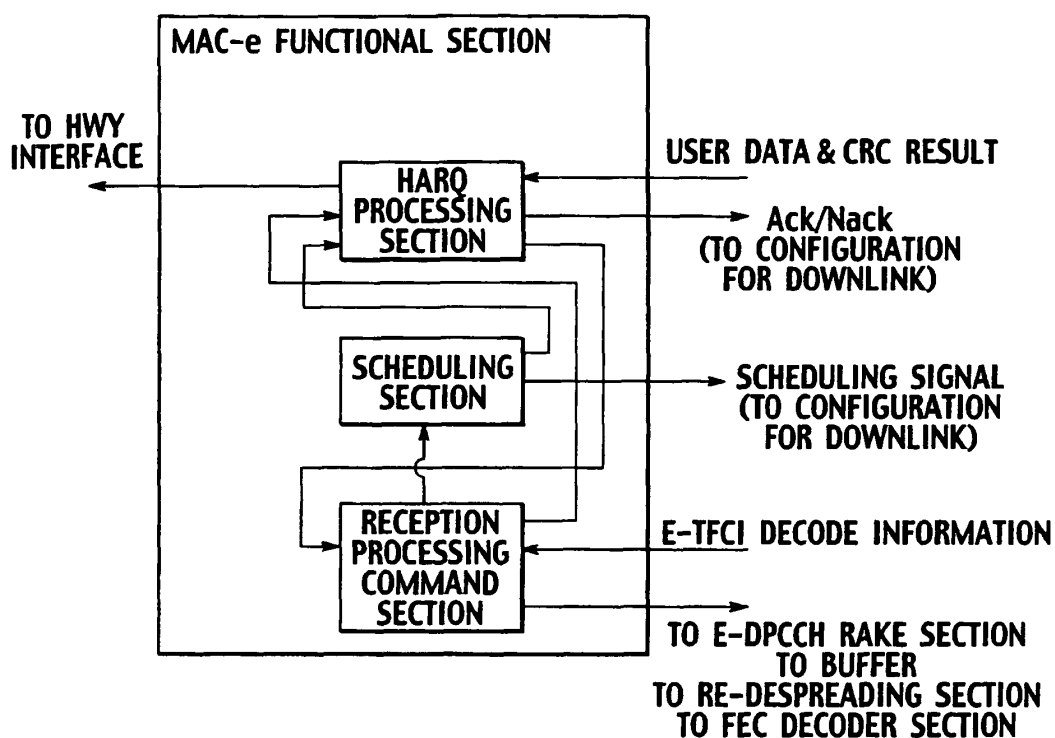 MAC-e FUNCTIONAL SECTION
TO HWY
INTERFACE
HARQ
PROCESSING
SECTION
USER DATA & CRC RESULT
Ack/Nack
(TO CONFIGURATION
FOR DOWNLINK)
SCHEDULING
SECTION
SCHEDULING SIGNAL
(TO CONFIGURATION
FOR DOWNLINK)
RECEPTION
PROCESSING
COMMAND
SECTION
E-TFCI DECODE INFORMATION
TO E-DPCCH RAKE SECTION
TO BUFFER
TO RE-DESPREADING SECTION
TO FEC DECODER SECTION